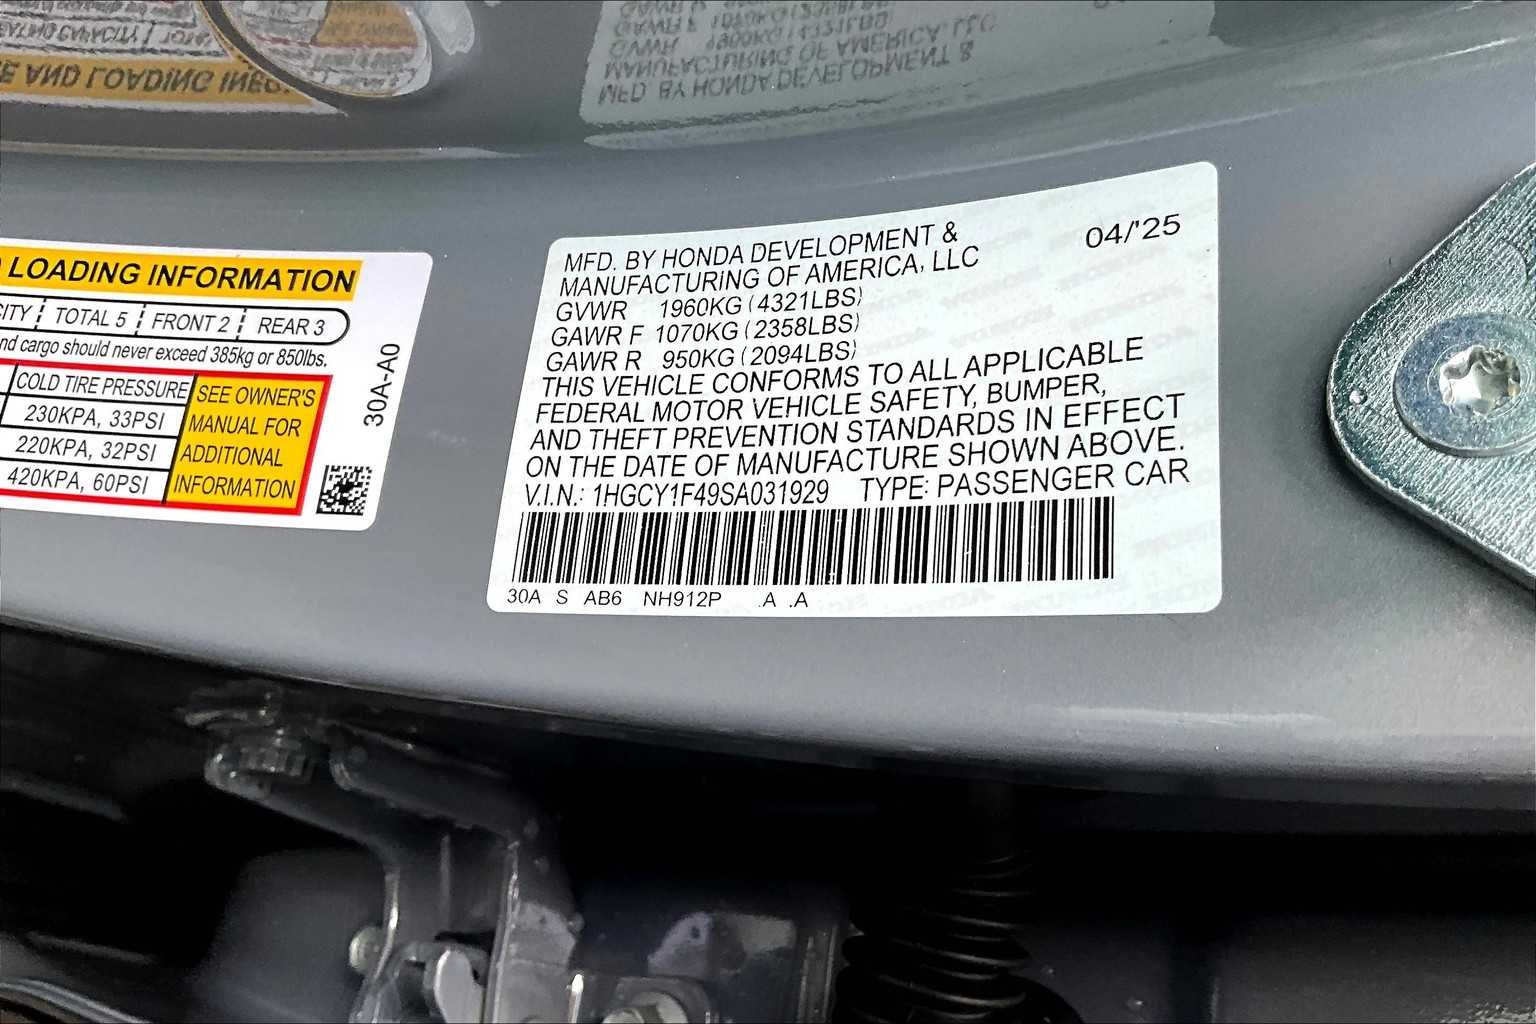 LOADING INFORMATION
CITY TOTAL 5 FRONT 2 REAR 3
nd cargo should never exceed 385kg or 850lbs.
COLD TIRE PRESSURE
230KPA, 33PSI
220KPA, 32PSI
420KPA, 60PSI
SEE OWNER'S
MANUAL FOR
ADDITIONAL
INFORMATION
30A-A0
MFD. BY HONDA DEVELOPMENT &
MANUFACTURING OF AMERICA, LLC
04/'25
GVWR 1960KG (4321LBS)
GAWR F 1070KG (2358LBS)
GAWR R 950KG (2094LBS)
THIS VEHICLE CONFORMS TO ALL APPLICABLE
FEDERAL MOTOR VEHICLE SAFETY, BUMPER,
AND THEFT PREVENTION STANDARDS IN EFFECT
ON THE DATE OF MANUFACTURE SHOWN ABOVE.
V.I.N.: 1HGCY1F49SA031929 TYPE: PASSENGER CAR
30A S AB6 NH912P .A .A